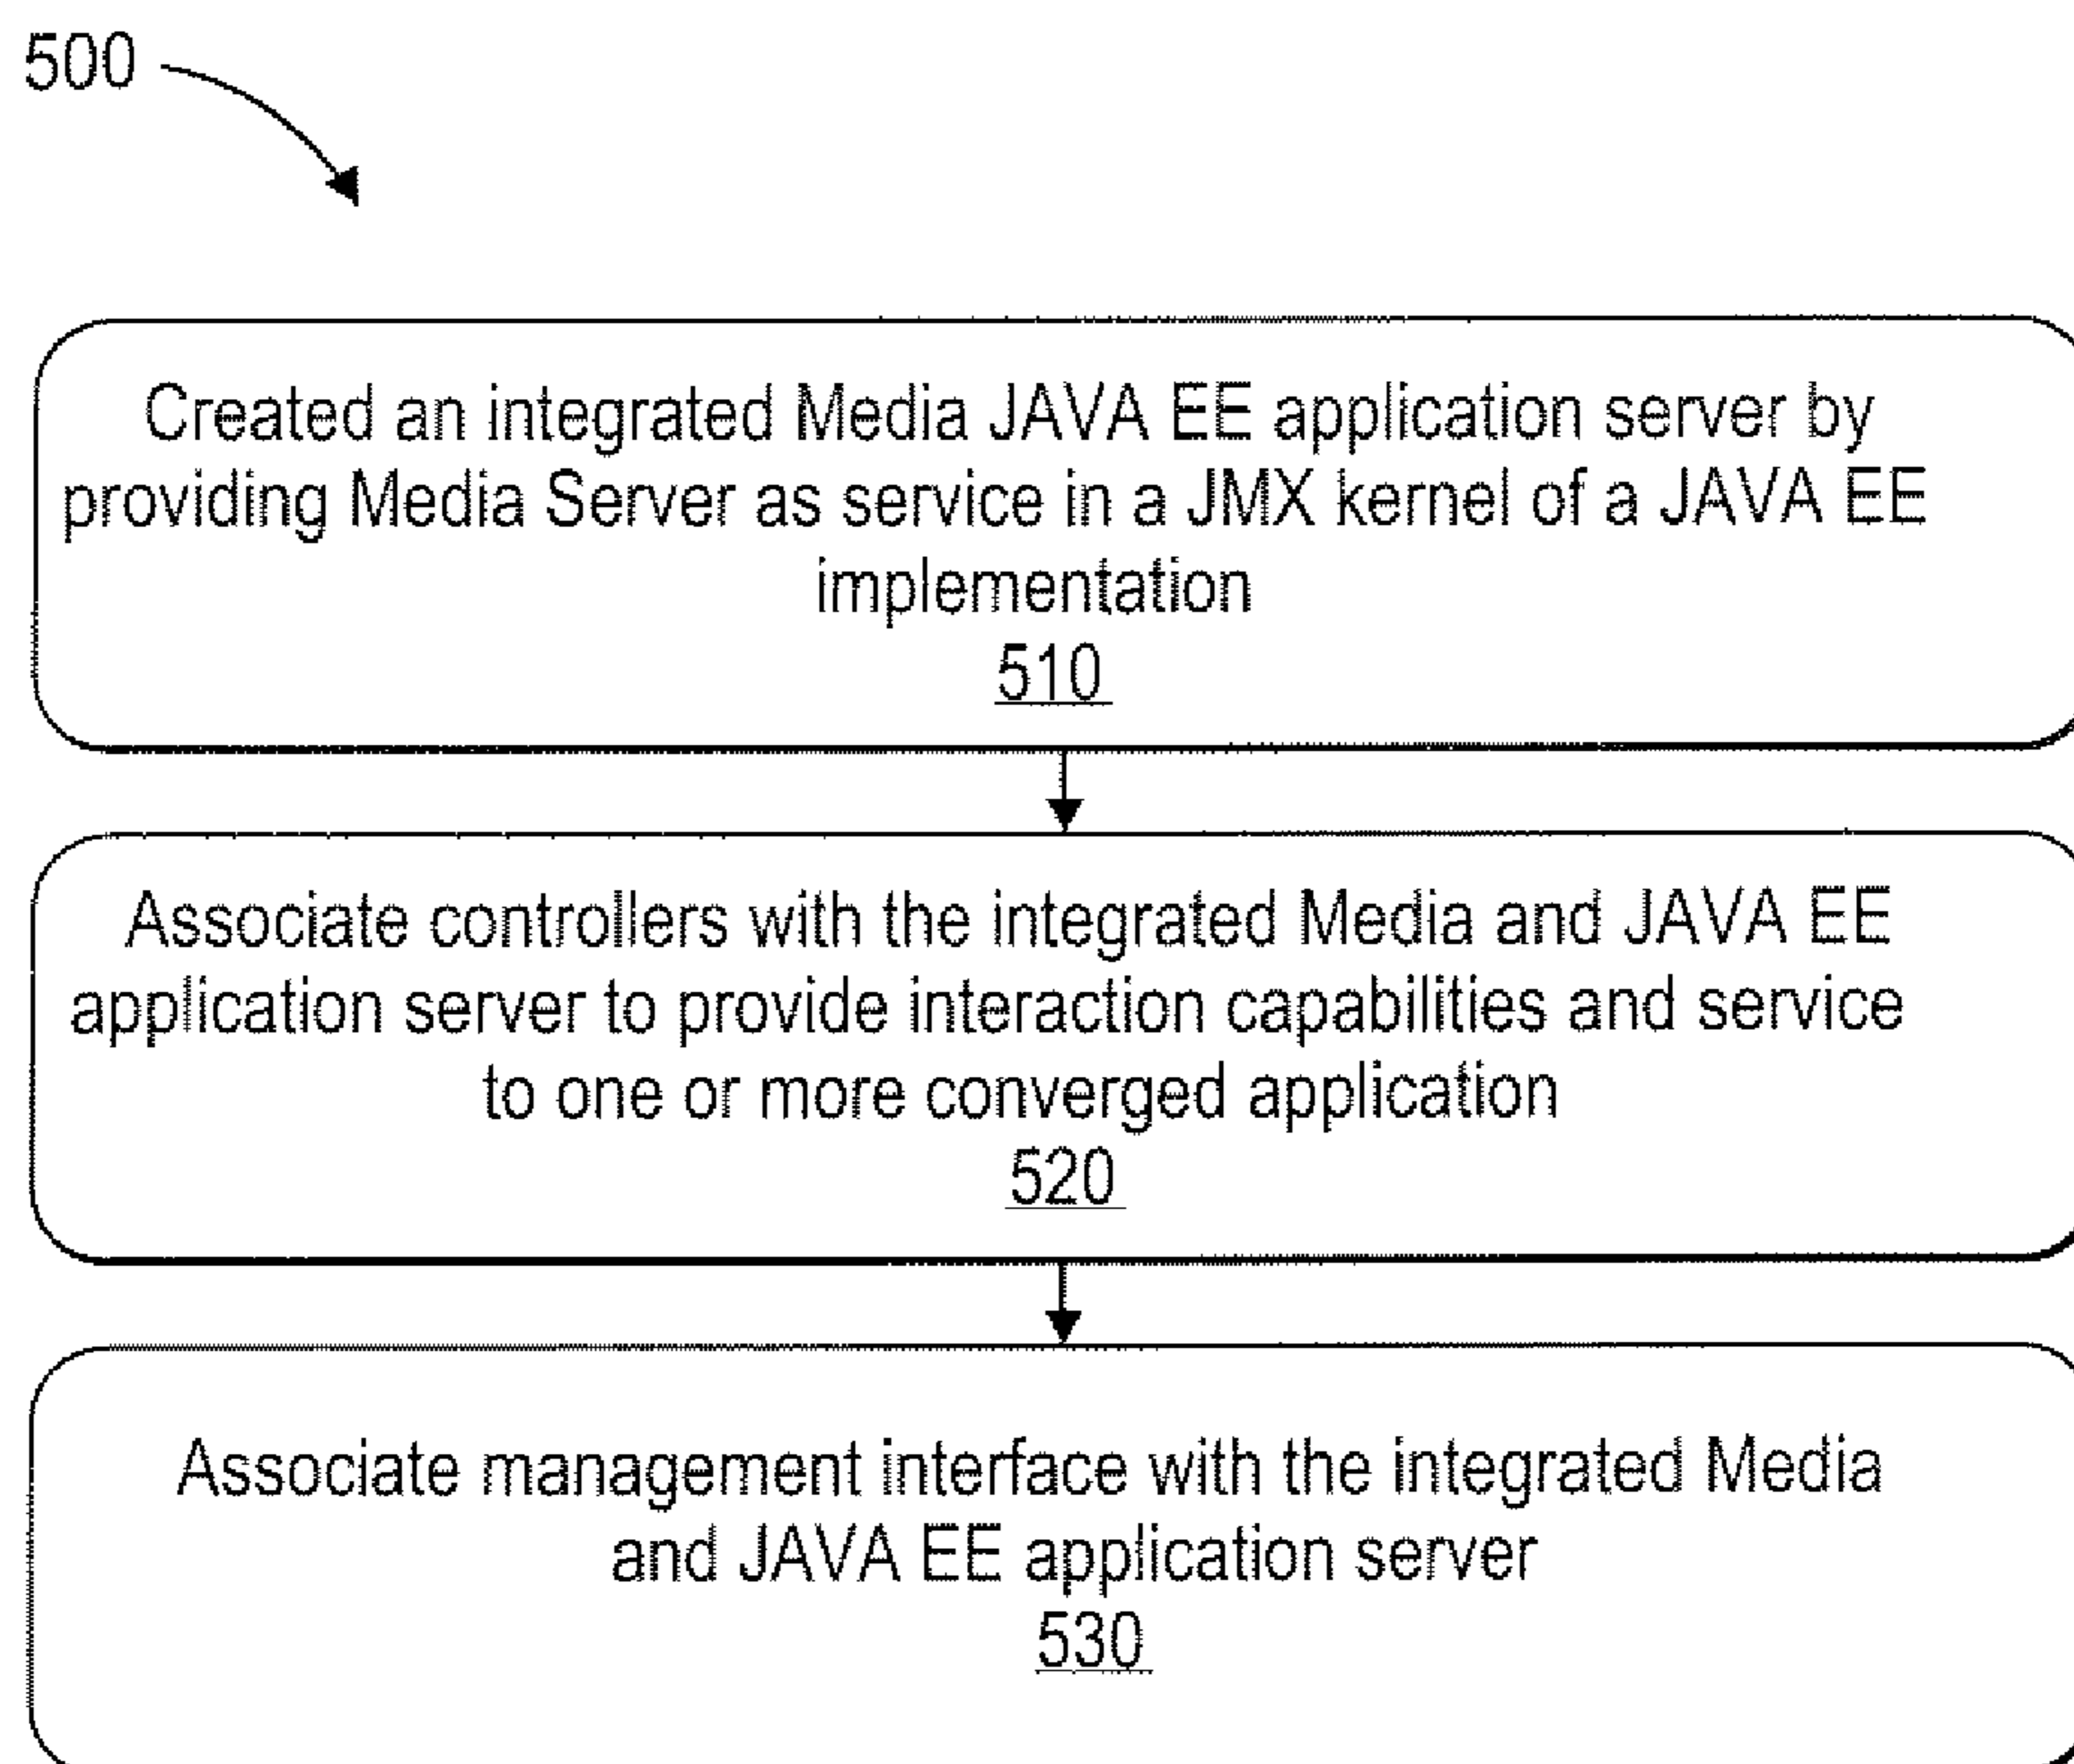 500
Created an integrated Media JAVA EE application server by
providing Media Server as service in a JMX kernel of a JAVA EE
implementation
510
Associate controllers with the integrated Media and JAVA EE
application server to provide interaction capabilities and service
to one or more converged application
520
Associate management interface with the integrated Media
and JAVA EE application server
530